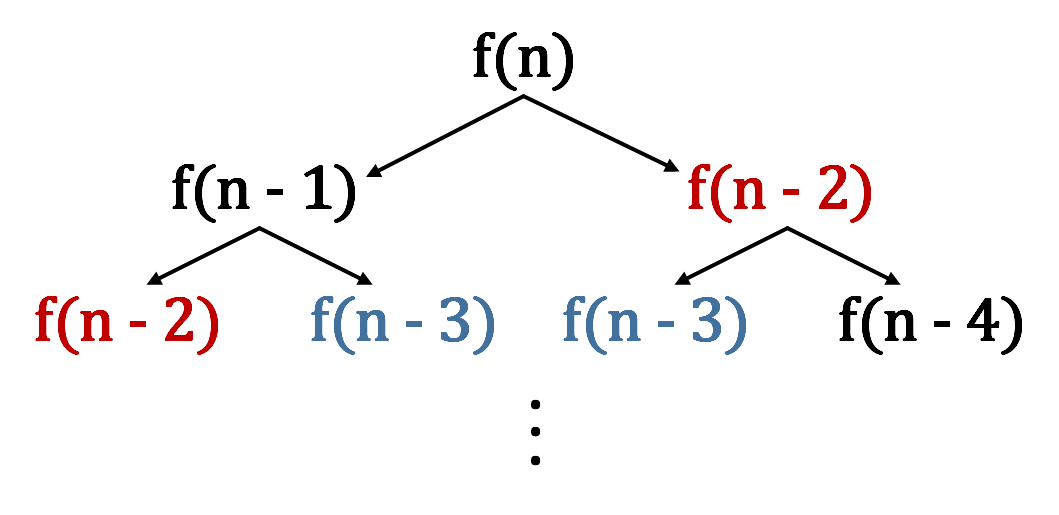 f(n)
f(n - 1) f(n - 2)
f(n - 2) f(n - 3) f(n - 3) f(n - 4)